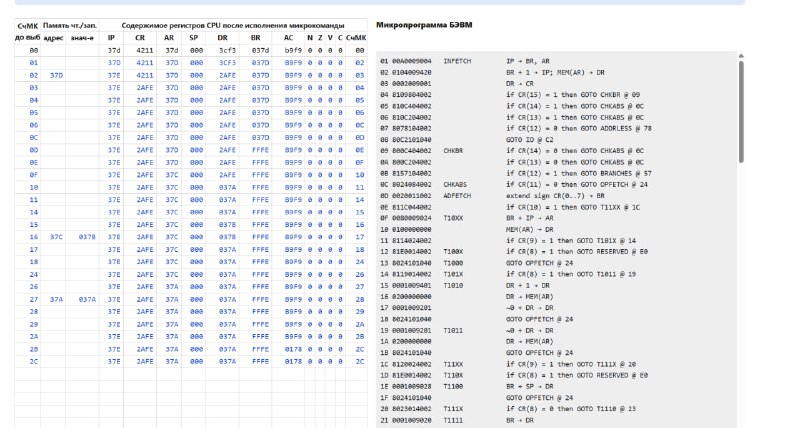 СчМК Память чт./зап. Содержимое регистров CPU после исполнения микрокоманды
до выб адрес знач-е IP CR AR SP DR BR AC N Z V C СчМК
00 37d 4211 37d 000 3cf3 037d b9f9 0 0 0 0 00
01 37D 4211 37D 000 3CF3 037D B9F9 0 0 0 0 02
02 37D 37E 4211 37D 000 2AFE 037D B9F9 0 0 0 0 03
03 37E 2AFE 37D 000 2AFE 037D B9F9 0 0 0 0 04
04 37E 2AFE 37D 000 2AFE 037D B9F9 0 0 0 0 05
05 37E 2AFE 37D 000 2AFE 037D B9F9 0 0 0 0 06
06 37E 2AFE 37D 000 2AFE 037D B9F9 0 0 0 0 0C
0C 37E 2AFE 37D 000 2AFE 037D B9F9 0 0 0 0 0D
0D 37E 2AFE 37D 000 2AFE FFFE B9F9 0 0 0 0 0E
0E 37E 2AFE 37D 000 2AFE FFFE B9F9 0 0 0 0 0F
0F 37E 2AFE 37C 000 2AFE FFFE B9F9 0 0 0 0 10
10 37E 2AFE 37C 000 037A FFFE B9F9 0 0 0 0 11
11 37E 2AFE 37C 000 037A FFFE B9F9 0 0 0 0 14
14 37E 2AFE 37C 000 037A FFFE B9F9 0 0 0 0 15
15 37E 2AFE 37C 000 037B FFFE B9F9 0 0 0 0 16
16 37C 037B 37E 2AFE 37C 000 037B FFFE B9F9 0 0 0 0 17
17 37E 2AFE 37C 000 037A FFFE B9F9 0 0 0 0 18
18 37E 2AFE 37C 000 037A FFFE B9F9 0 0 0 0 24
24 37E 2AFE 37C 000 037A FFFE B9F9 0 0 0 0 26
26 37E 2AFE 37A 000 037A FFFE B9F9 0 0 0 0 27
27 37A 037A 37E 2AFE 37A 000 037A FFFE B9F9 0 0 0 0 28
28 37E 2AFE 37A 000 037A FFFE B9F9 0 0 0 0 29
29 37E 2AFE 37A 000 037A FFFE B9F9 0 0 0 0 2A
2A 37E 2AFE 37A 000 037A FFFE B9F9 0 0 0 0 2B
2B 37E 2AFE 37A 000 037A FFFE 0178 0 0 0 0 2C
2C 37E 2AFE 37A 000 037A FFFE 0178 0 0 0 0 2C
Микропрограмма БЭВМ
01 00A0009004 INFETCH IP → BR, AR
02 0104009420 BR + 1 → IP; MEM(AR) → DR
03 0002009001 DR → CR
04 8109804002 if CR(15) = 1 then GOTO CHKBR @ 09
05 810C404002 if CR(14) = 1 then GOTO CHKABS @ 0C
06 810C204002 if CR(13) = 1 then GOTO CHKABS @ 0C
07 8078104002 if CR(12) = 0 then GOTO ADDRLESS @ 78
08 80C2101040 GOTO IO @ C2
09 800C404002 CHKBR if CR(14) = 0 then GOTO CHKABS @ 0C
0A 800C204002 if CR(13) = 0 then GOTO CHKABS @ 0C
0B 8157104002 if CR(12) = 1 then GOTO BRANCHES @ 57
0C 8024084002 CHKABS if CR(11) = 0 then GOTO OPFETCH @ 24
0D 0020011002 ADFETCH extend sign CR(0..7) → BR
0E 811C044002 if CR(10) = 1 then GOTO T11XX @ 1C
0F 0080009024 T10XX BR + IP → AR
10 0100000000 MEM(AR) → DR
11 8114024002 if CR(9) = 1 then GOTO T101X @ 14
12 81E0014002 T100X if CR(8) = 1 then GOTO RESERVED @ E0
13 8024101040 T1000 GOTO OPFETCH @ 24
14 8119014002 T101X if CR(8) = 1 then GOTO T1011 @ 19
15 0001009401 T1010 DR + 1 → DR
16 0200000000 DR → MEM(AR)
17 0001009201 ~0 + DR → DR
18 8024101040 GOTO OPFETCH @ 24
19 0001009201 T1011 ~0 + DR → DR
1A 0200000000 DR → MEM(AR)
1B 8024101040 GOTO OPFETCH @ 24
1C 8120024002 T11XX if CR(9) = 1 then GOTO T111X @ 20
1D 81E0014002 T110X if CR(8) = 1 then GOTO RESERVED @ E0
1E 0001009028 T1100 BR + SP → DR
1F 8024101040 GOTO OPFETCH @ 24
20 8023014002 T111X if CR(8) = 0 then GOTO T1110 @ 23
21 0001009020 T1111 BR → DR